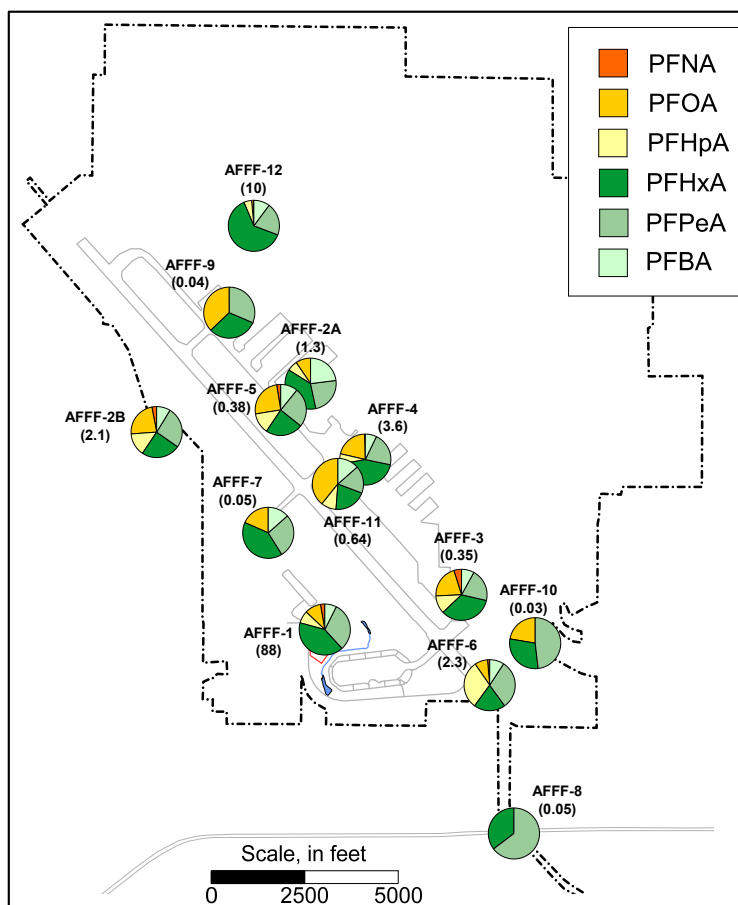 PFNA
PFOA
PFHpA
PFHxA
PFPeA
PFBA
AFFF-12
(10)
AFFF-9
(0.04)
AFFF-2A
(1.3)
AFFF-5
(0.38)
AFFF-2B
(2.1)
AFFF-4
(3.6)
AFFF-7
(0.05)
AFFF-11
(0.64)
AFFF-3
(0.35)
AFFF-10
(0.03)
AFFF-1
(88)
AFFF-6
(2.3)
AFFF-8
(0.05)
Scale, in feet
0 2500 5000